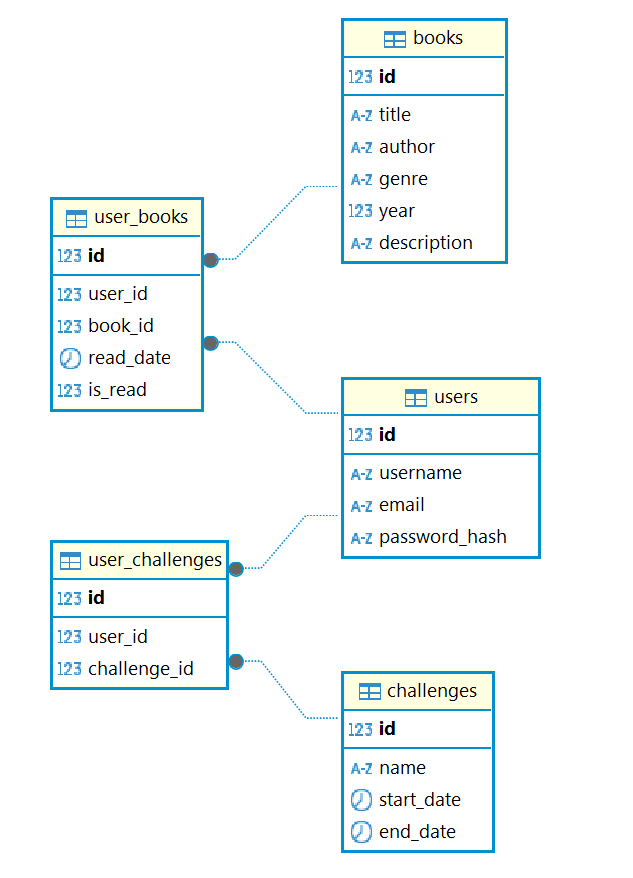 books
123 id
A-Z title
A-Z author
A-Z genre
123 year
A-Z description
user_books
123 id
123 user_id
123 book_id
read_date
123 is_read
users
123 id
A-Z username
A-Z email
A-Z password_hash
user_challenges
123 id
123 user_id
123 challenge_id
challenges
123 id
A-Z name
start_date
end_date